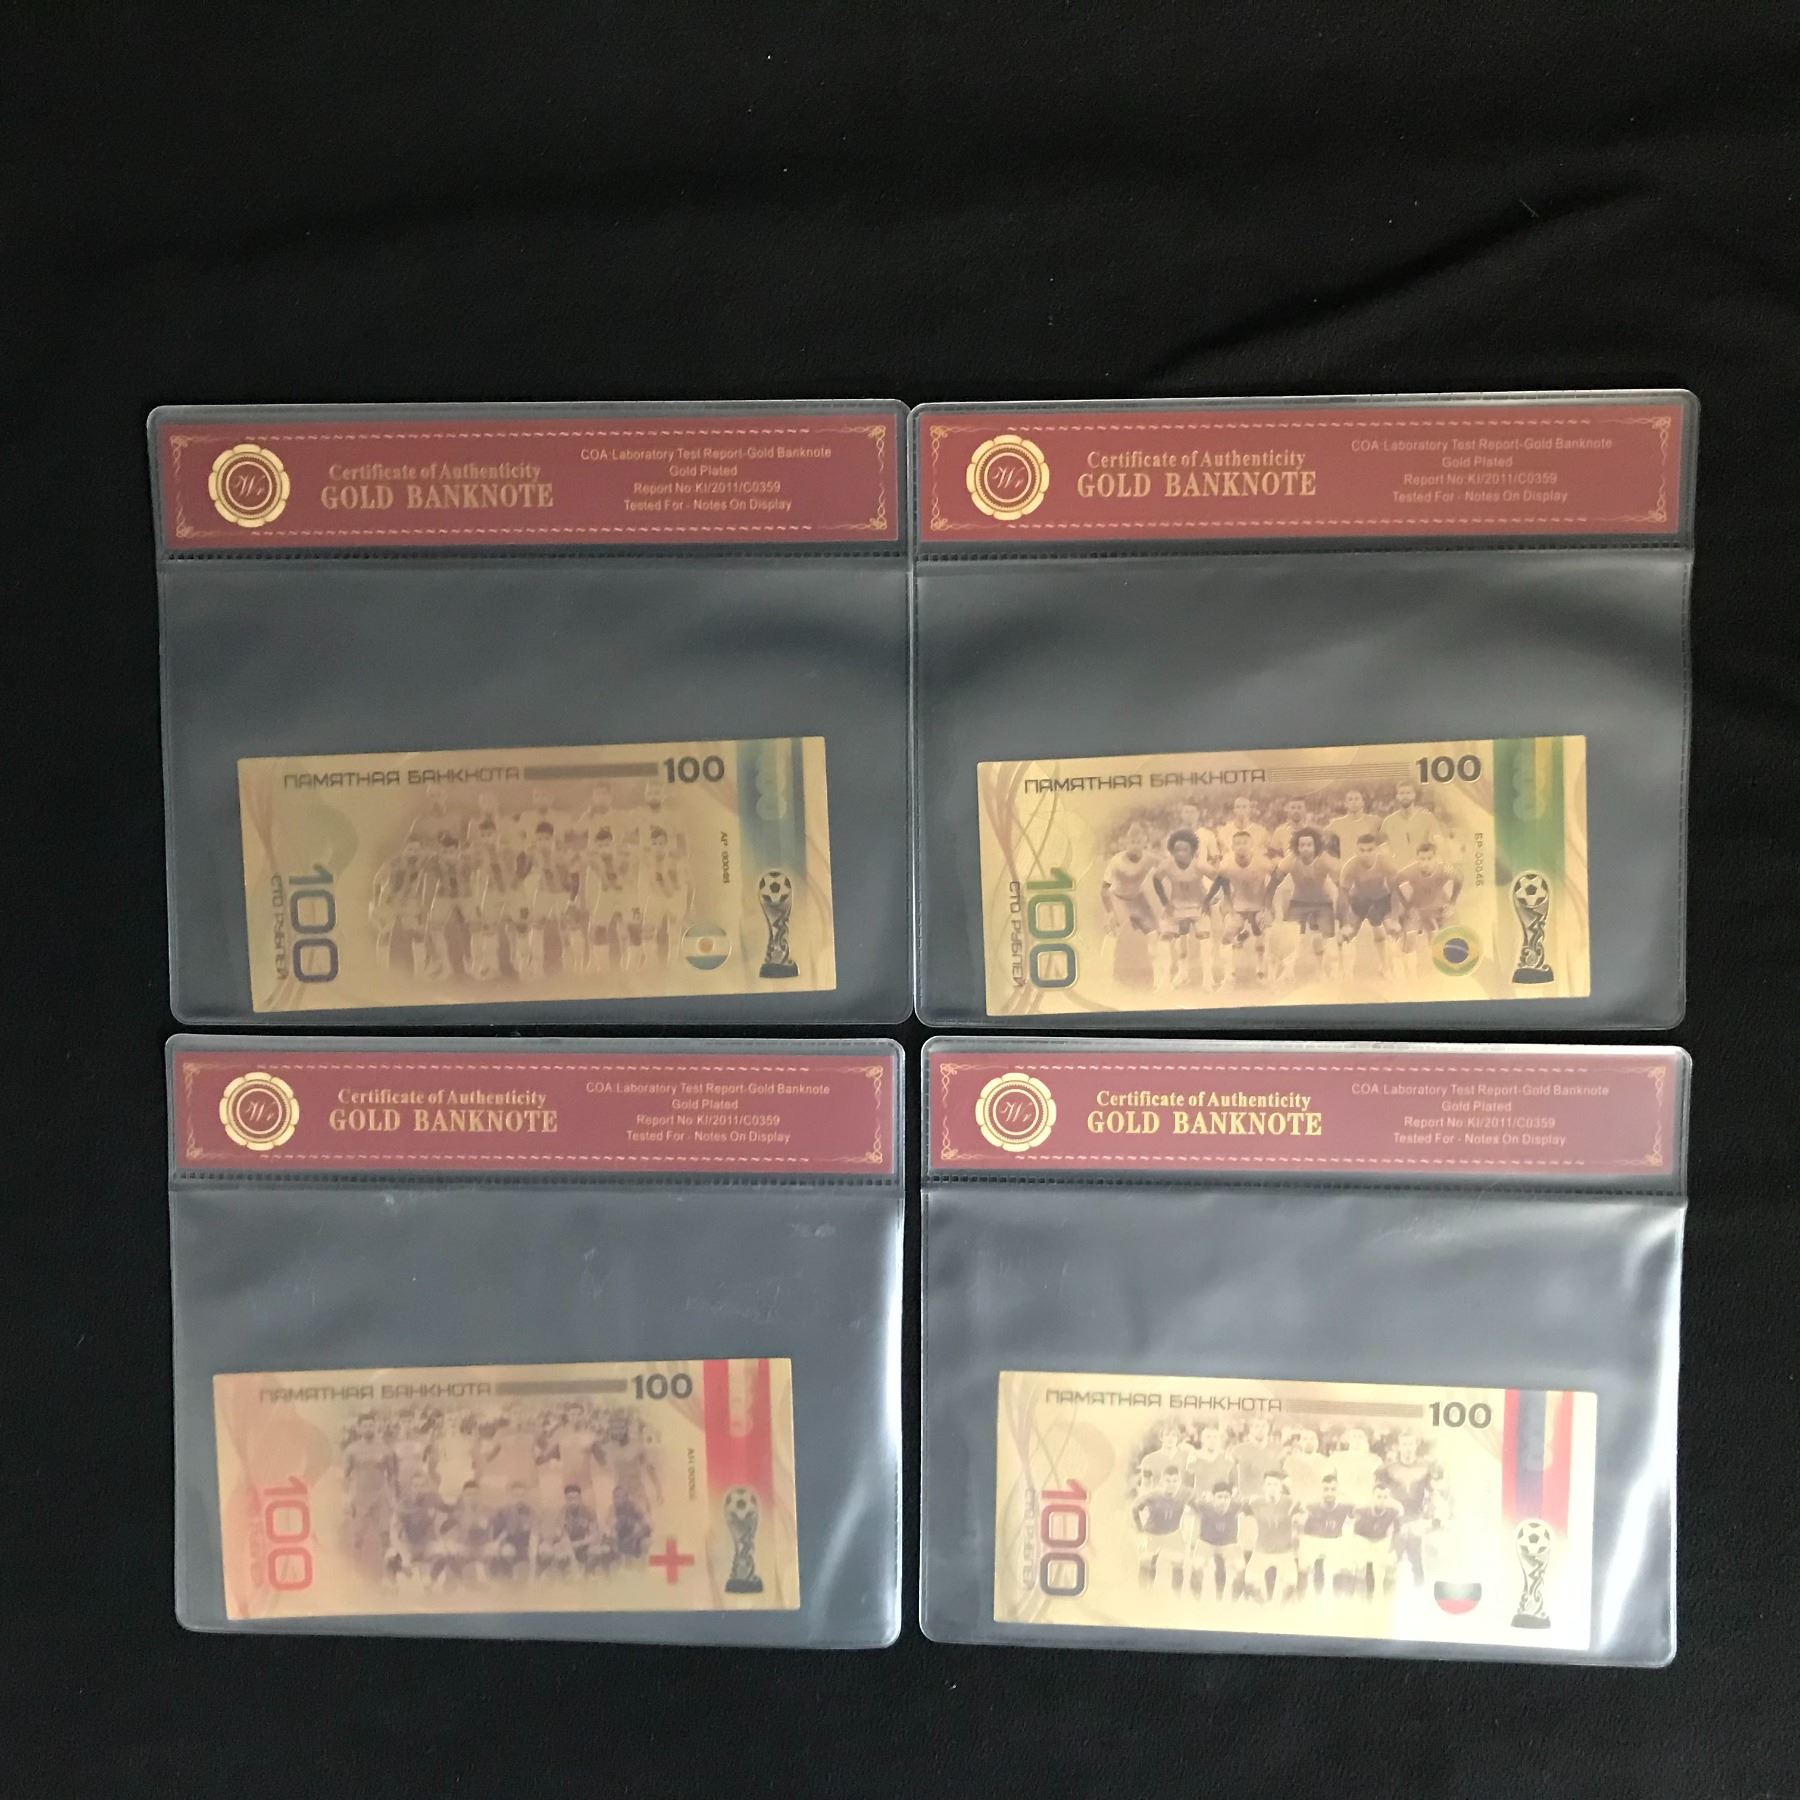 Certificate of Authenticity
GOLD BANKNOTE
COA:Laboratory Test Report-Gold Banknote
Gold Plated
Report No:KI/2011/C0359
Tested For - Notes On Display
ПАМЯТНАЯ БАНКНОТА 100
100
СТО РУБЛЕЙ
Certificate of Authenticity
GOLD BANKNOTE
COA:Laboratory Test Report-Gold Banknote
Gold Plated
Report No:KI/2011/C0359
Tested For - Notes On Display
ПАМЯТНАЯ БАНКНОТА 100
БР 00046
100
СТО РУБЛЕЙ
Certificate of Authenticity
GOLD BANKNOTE
COA:Laboratory Test Report-Gold Banknote
Gold Plated
Report No:KI/2011/C0359
Tested For - Notes On Display
ПАМЯТНАЯ БАНКНОТА 100
100
Certificate of Authenticity
GOLD BANKNOTE
COA:Laboratory Test Report-Gold Banknote
Gold Plated
Report No:KI/2011/C0359
Tested For - Notes On Display
ПАМЯТНАЯ БАНКНОТА 100
100
СТО РУБЛЕЙ